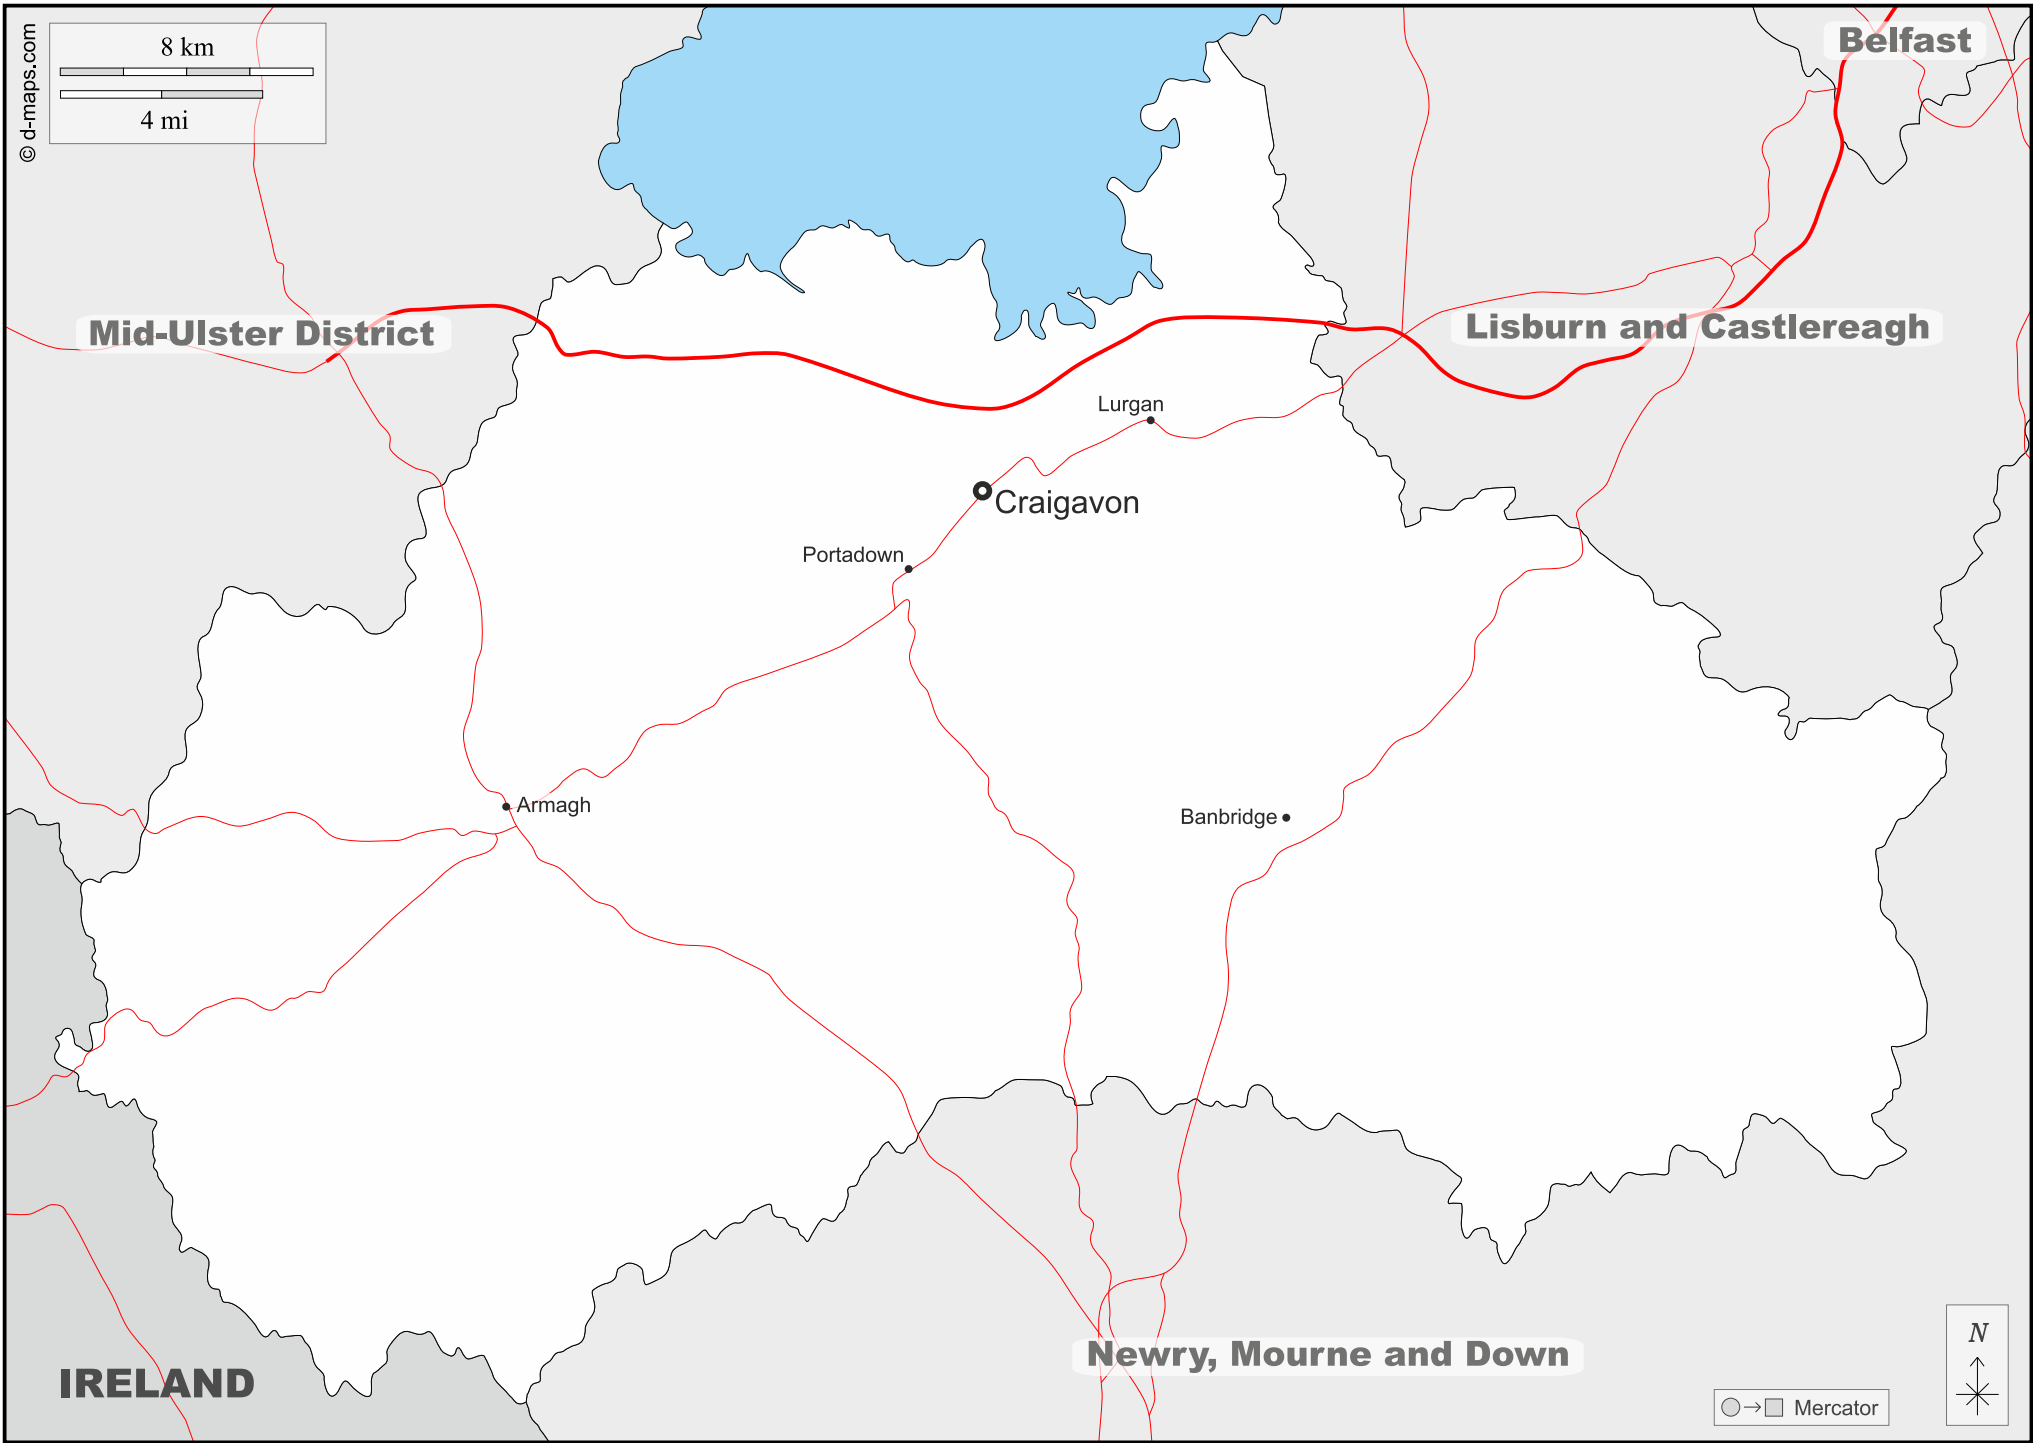 © d-maps.com
8 km
4 mi
Belfast
Mid-Ulster District
Lisburn and Castlereagh
Lurgan
Craigavon
Portadown
Armagh
Banbridge
Newry, Mourne and Down
IRELAND
N
Mercator